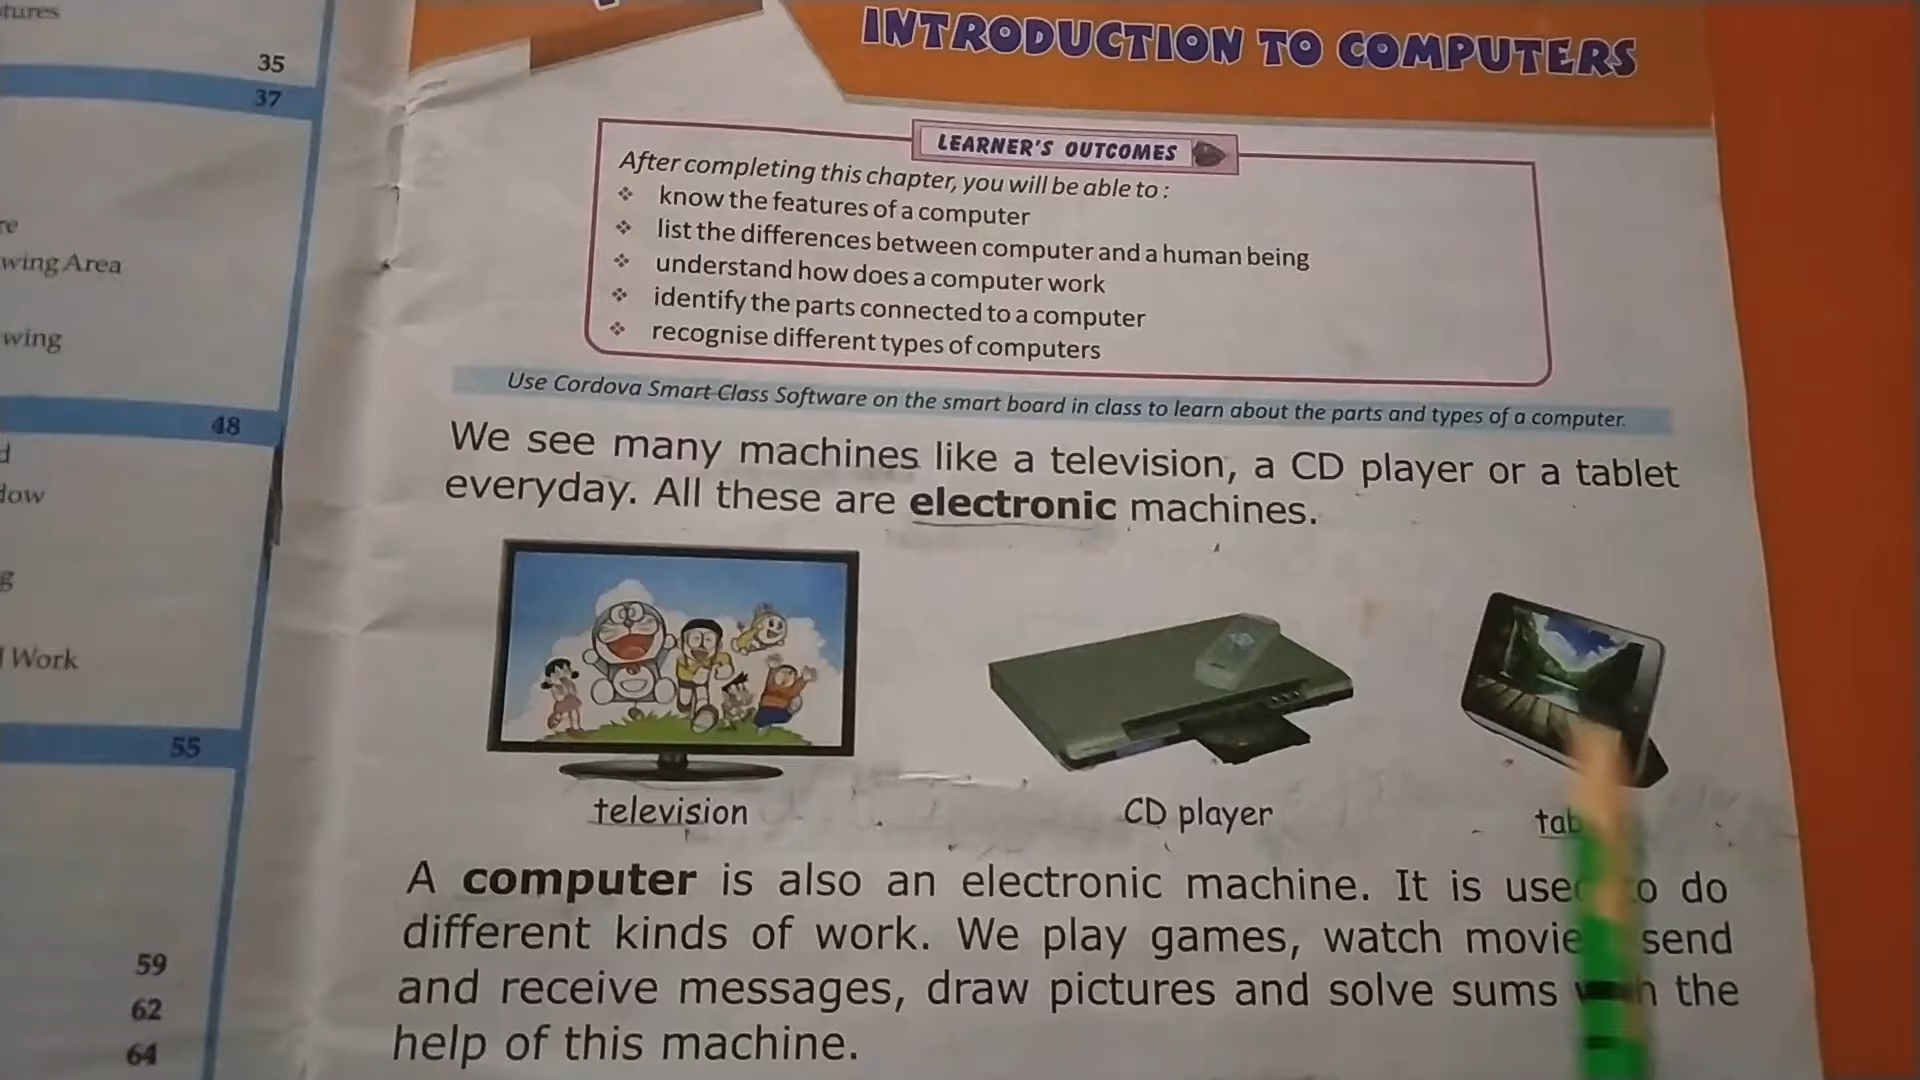 tures
35
37
re
wing Area
wing
48
d
dow
g
Work
55
59
62
64
INTRODUCTION TO COMPUTERS
LEARNER'S OUTCOMES
After completing this chapter, you will be able to :
❖ know the features of a computer
❖ list the differences between computer and a human being
❖ understand how does a computer work
❖ identify the parts connected to a computer
❖ recognise different types of computers
Use Cordova Smart Class Software on the smart board in class to learn about the parts and types of a computer.
We see many machines like a television, a CD player or a tablet
everyday. All these are electronic machines.
television
CD player
tab
A computer is also an electronic machine. It is used to do
different kinds of work. We play games, watch movie send
and receive messages, draw pictures and solve sums with the
help of this machine.